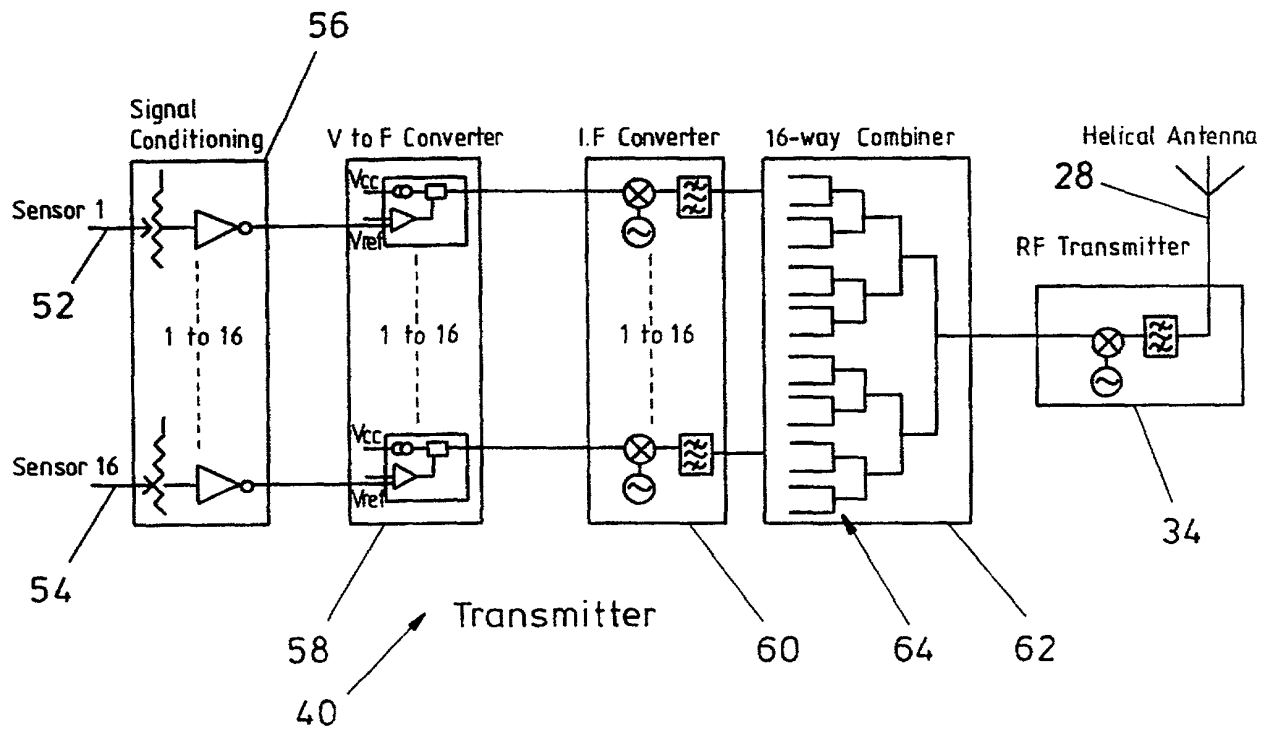 56
Signal
Conditioning
V to F Converter
I.F Converter
16-way Combiner
Helical Antenna
28
Vcc
Sensor 1
Vref
RF Transmitter
52
1 to 16
1 to 16
1 to 16
Vcc
Sensor 16
Vref
34
54
Transmitter
58
60
64
62
40